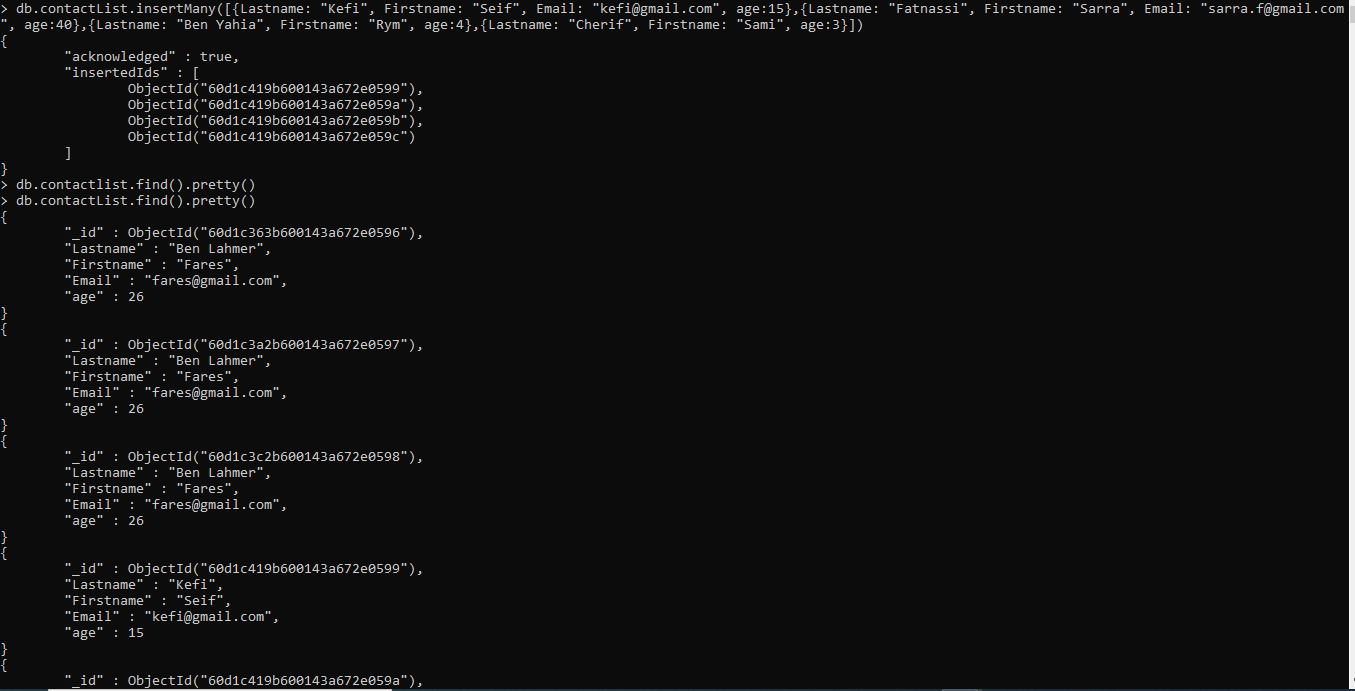 > db.contactList.insertMany([{Lastname: "Kefi", Firstname: "Seif", Email: "kefi@gmail.com", age:15},{Lastname: "Fatnassi", Firstname: "Sarra", Email: "sarra.f@gmail.com
", age:40},{Lastname: "Ben Yahia", Firstname: "Rym", age:4},{Lastname: "Cherif", Firstname: "Sami", age:3}])
{
        "acknowledged" : true,
        "insertedIds" : [
                ObjectId("60d1c419b600143a672e0599"),
                ObjectId("60d1c419b600143a672e059a"),
                ObjectId("60d1c419b600143a672e059b"),
                ObjectId("60d1c419b600143a672e059c")
        ]
}
> db.contactlist.find().pretty()
> db.contactList.find().pretty()
{
        "_id" : ObjectId("60d1c363b600143a672e0596"),
        "Lastname" : "Ben Lahmer",
        "Firstname" : "Fares",
        "Email" : "fares@gmail.com",
        "age" : 26
}
{
        "_id" : ObjectId("60d1c3a2b600143a672e0597"),
        "Lastname" : "Ben Lahmer",
        "Firstname" : "Fares",
        "Email" : "fares@gmail.com",
        "age" : 26
}
{
        "_id" : ObjectId("60d1c3c2b600143a672e0598"),
        "Lastname" : "Ben Lahmer",
        "Firstname" : "Fares",
        "Email" : "fares@gmail.com",
        "age" : 26
}
{
        "_id" : ObjectId("60d1c419b600143a672e0599"),
        "Lastname" : "Kefi",
        "Firstname" : "Seif",
        "Email" : "kefi@gmail.com",
        "age" : 15
}
{
        "_id" : ObjectId("60d1c419b600143a672e059a"),